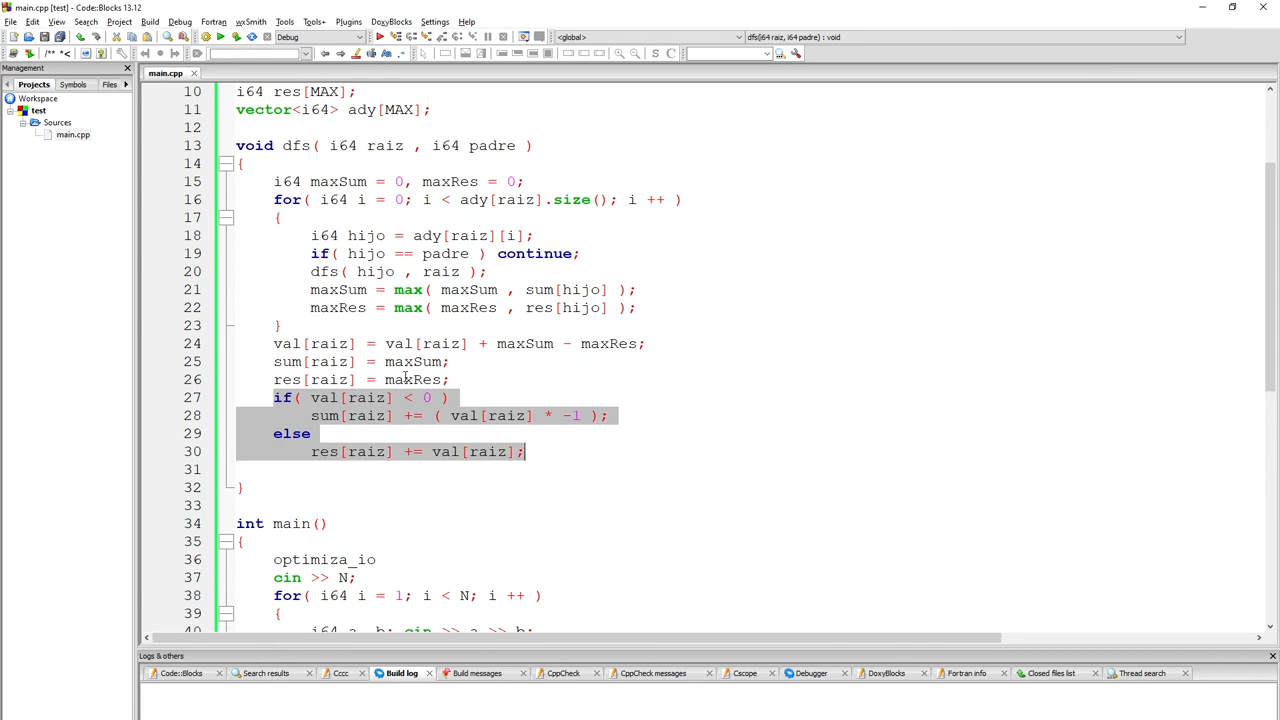 main.cpp [test] - Code::Blocks 13.12
File Edit View Search Project Build Debug Fortran wxSmith Tools Tools+ Plugins DoxyBlocks Settings Help
Debug <global> dfs(i64 raiz, i64 padre) : void
/** *< S C
Management
main.cpp
Projects Symbols Files
Workspace
test
Sources
main.cpp
10 i64 res[MAX];
11 vector<i64> ady[MAX];
12
13 void dfs( i64 raiz , i64 padre )
14 {
15 i64 maxSum = 0, maxRes = 0;
16 for( i64 i = 0; i < ady[raiz].size(); i ++ )
17 {
18 i64 hijo = ady[raiz][i];
19 if( hijo == padre ) continue;
20 dfs( hijo , raiz );
21 maxSum = max( maxSum , sum[hijo] );
22 maxRes = max( maxRes , res[hijo] );
23 }
24 val[raiz] = val[raiz] + maxSum - maxRes;
25 sum[raiz] = maxSum;
26 res[raiz] = maxRes;
27 if( val[raiz] < 0 )
28 sum[raiz] += ( val[raiz] * -1 );
29 else
30 res[raiz] += val[raiz];
31
32 }
33
34 int main()
35 {
36 optimiza_io
37 cin >> N;
38 for( i64 i = 1; i < N; i ++ )
39 {
40 i64 a, b; cin >> a >> b;
Logs & others
Code::Blocks Search results Cccc Build log Build messages CppCheck CppCheck messages Cscope Debugger DoxyBlocks Fortran info Closed files list Thread search